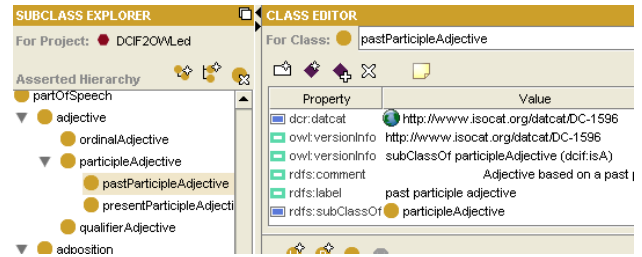 SUBCLASS EXPLORER
For Project: DCIF2OWLed
Asserted Hierarchy
partOfSpeech
adjective
ordinalAdjective
participleAdjective
pastParticipleAdjective
presentParticipleAdjecti
qualifierAdjective
adposition
CLASS EDITOR
For Class: pastParticipleAdjective
Property Value
dcr:datcat http://www.isocat.org/datcat/DC-1596
owl:versionInfo http://www.isocat.org/datcat/DC-1596
owl:versionInfo subClassOf participleAdjective (dcif:isA)
rdfs:comment Adjective based on a past p
rdfs:label past participle adjective
rdfs:subClassOf participleAdjective